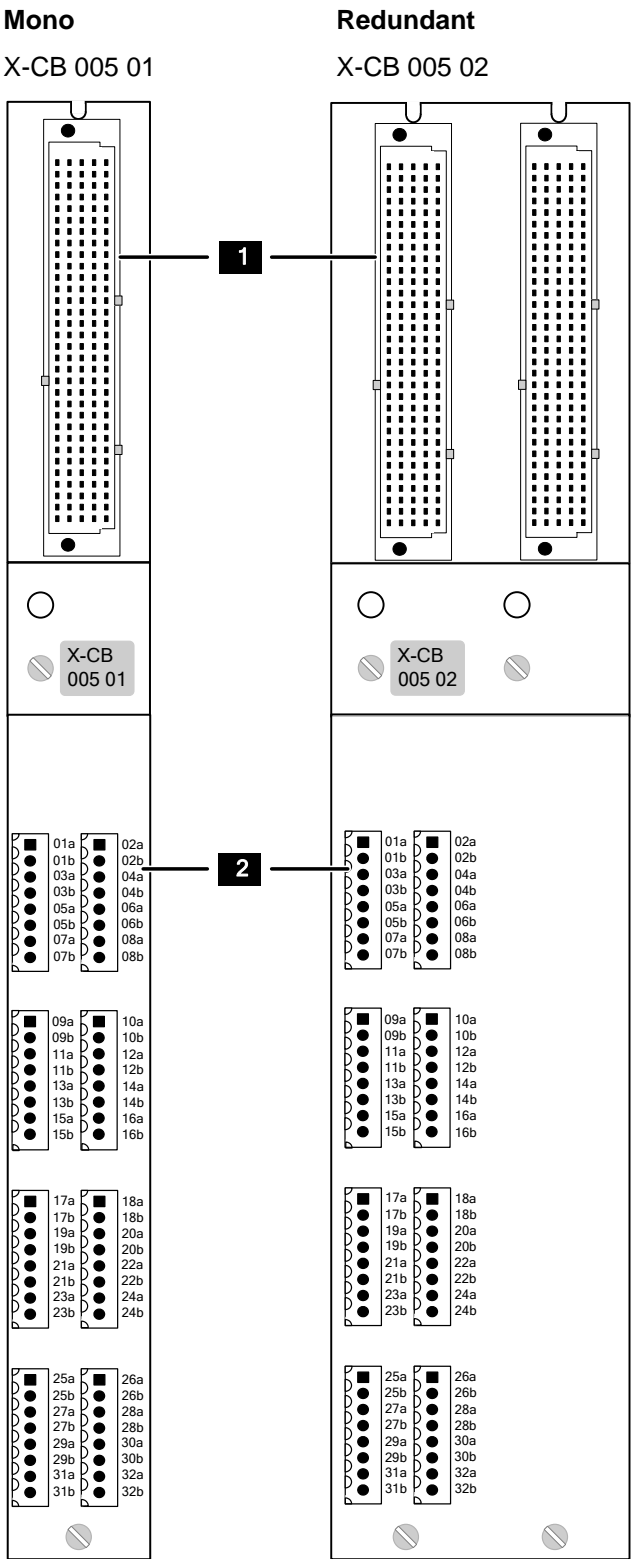 Mono Redundant
X-CB 005 01 X-CB 005 02
1
X-CB X-CB
005 01 005 02
01a 02a 01a 02a
01b 02b 01b 02b
03a 04a 03a 04a
2
03b 04b 03b 04b
05a 06a 05a 06a
05b 06b 05b 06b
07a 08a 07a 08a
07b 08b 07b 08b
09a 10a 09a 10a
09b 10b 09b 10b
11a 12a 11a 12a
11b 12b 11b 12b
13a 14a 13a 14a
13b 14b 13b 14b
15a 16a 15a 16a
15b 16b 15b 16b
17a 18a 17a 18a
17b 18b 17b 18b
19a 20a 19a 20a
19b 20b 19b 20b
21a 22a 21a 22a
21b 22b 21b 22b
23a 24a 23a 24a
23b 24b 23b 24b
25a 26a 25a 26a
25b 26b 25b 26b
27a 28a 27a 28a
27b 28b 27b 28b
29a 30a 29a 30a
29b 30b 29b 30b
31a 32a 31a 32a
31b 32b 31b 32b